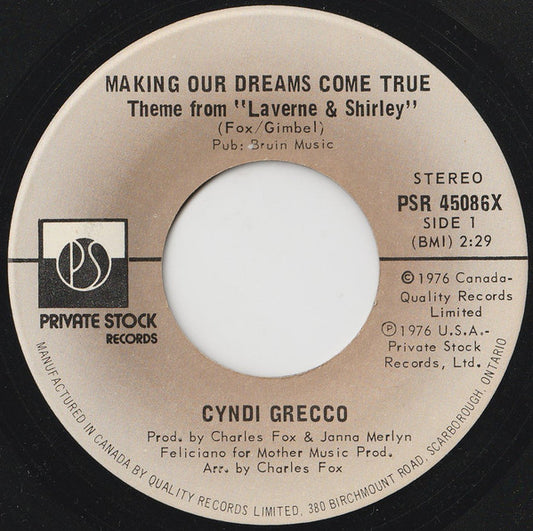 MAKING OUR DREAMS COME TRUE
Theme from "Laverne & Shirley"
(Fox/Gimbel)
Pub: Bruin Music
STEREO
PSR 45086X
SIDE 1
(BMI) 2:29
PS
PRIVATE STOCK
RECORDS
© 1976 Canada-
Quality Records
Limited
℗ 1976 U.S.A.-
Private Stock
Records, Ltd.
CYNDI GRECCO
Prod. by Charles Fox & Janna Merlyn
Feliciano for Mother Music Prod.
Arr. by Charles Fox
MANUFACTURED IN CANADA BY QUALITY RECORDS LIMITED, 380 BIRCHMOUNT ROAD, SCARBOROUGH, ONTARIO